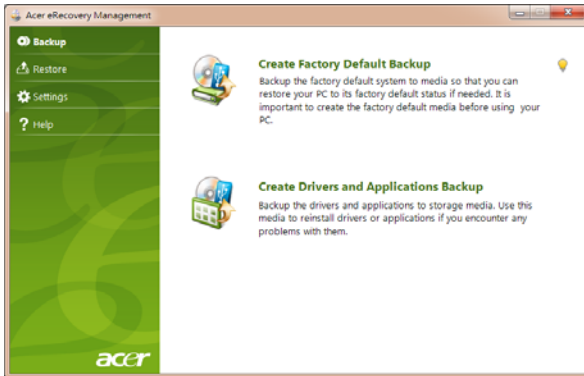 Acer eRecovery Management
Backup
Restore
Settings
Help
Create Factory Default Backup
Backup the factory default system to media so that you can
restore your PC to its factory default status if needed. It is
important to create the factory default media before using your
PC.
Create Drivers and Applications Backup
Backup the drivers and applications to storage media. Use this
media to reinstall drivers or applications if you encounter any
problems with them.
acer